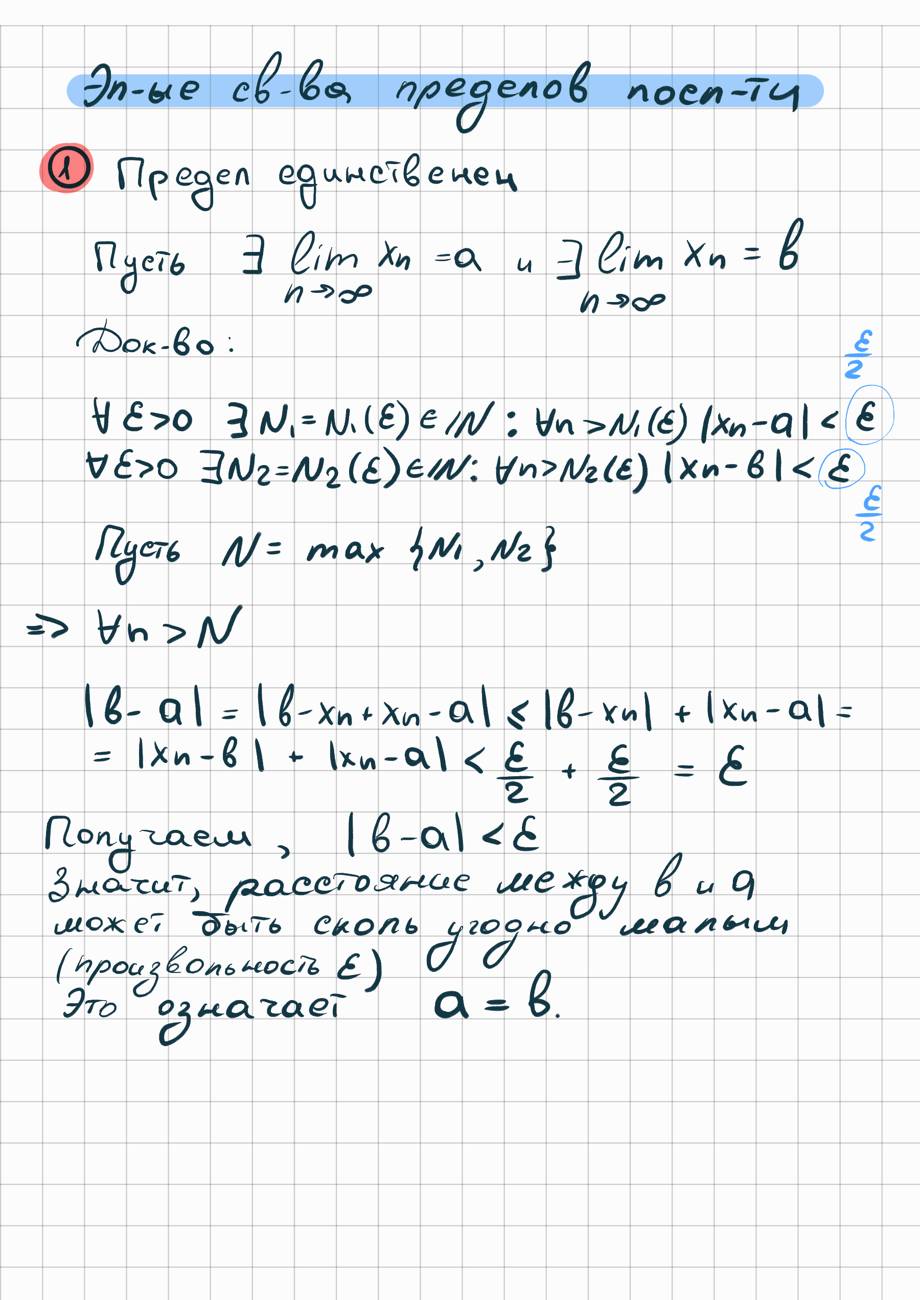 Эл-ые св-ва пределов посл-ти
1 Предел единственен
Пусть ∃ lim xn = a и ∃ lim xn = b
n→∞ n→∞
Док-во:
ε/2
∀ ε>0 ∃ N1 = N1(ε) ∈ ℕ : ∀n > N1(ε) |xn - a| < ε
∀ε>0 ∃N2 = N2(ε) ∈ ℕ : ∀n > N2(ε) |xn - b| < ε
ε/2
Пусть N = max {N1, N2}
=> ∀n > N
|b - a| = |b - xn + xn - a| ≤ |b - xn| + |xn - a| =
= |xn - b| + |xn - a| < ε/2 + ε/2 = ε
Получаем, |b - a| < ε
Значит, расстояние между b и a
может быть сколь угодно малым
(произвольность ε)
Это означает a = b.